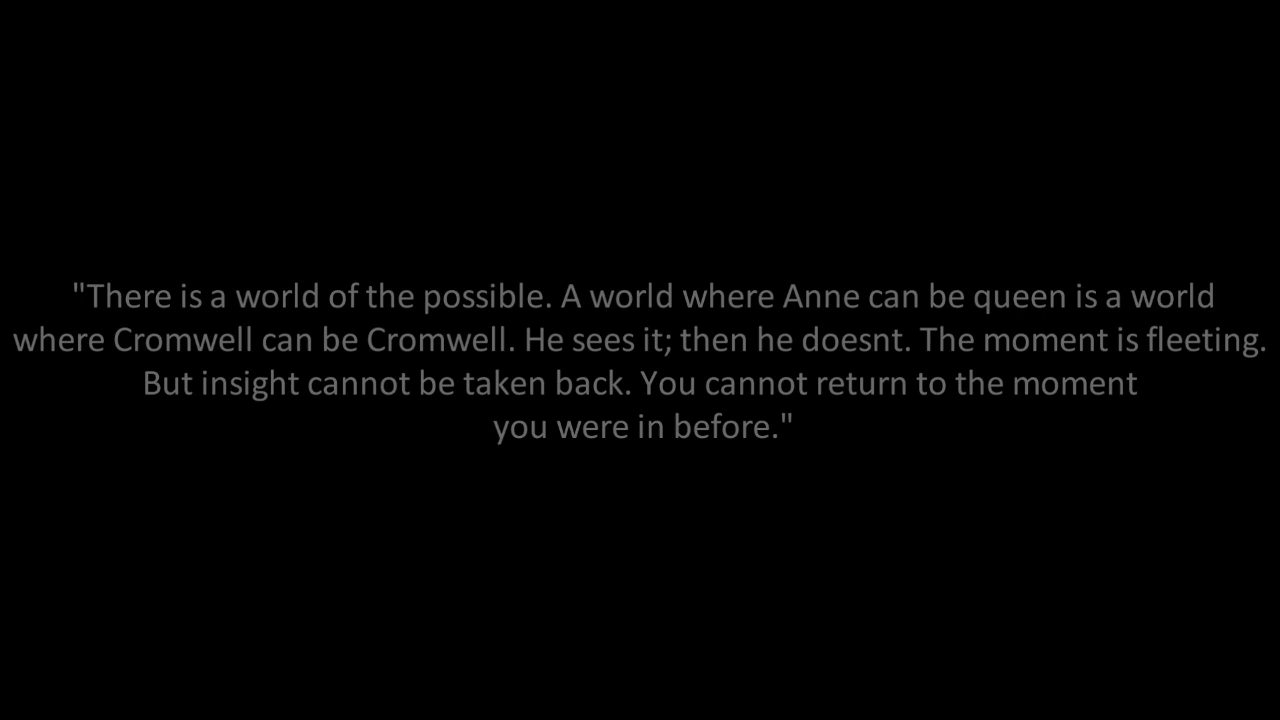 "There is a world of the possible. A world where Anne can be queen is a world
where Cromwell can be Cromwell. He sees it; then he doesnt. The moment is fleeting.
But insight cannot be taken back. You cannot return to the moment
you were in before."